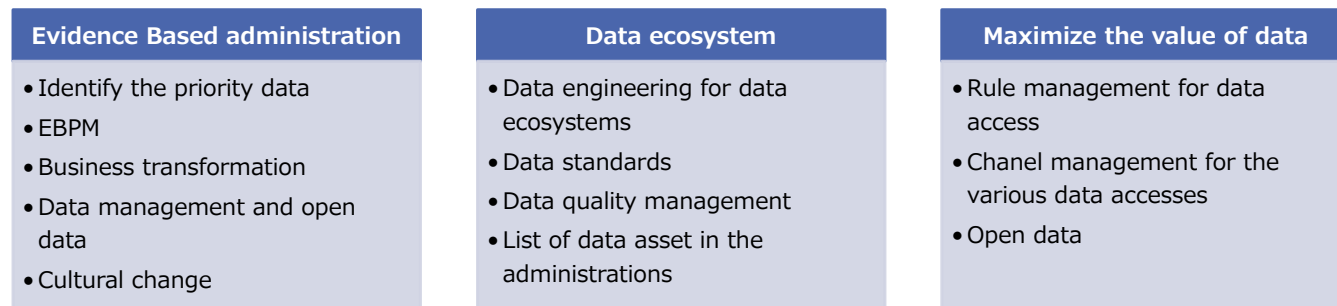 Evidence Based administration
• Identify the priority data
• EBPM
• Business transformation
• Data management and open
data
• Cultural change
Data ecosystem
• Data engineering for data
ecosystems
• Data standards
• Data quality management
• List of data asset in the
administrations
Maximize the value of data
• Rule management for data
access
• Chanel management for the
various data accesses
• Open data